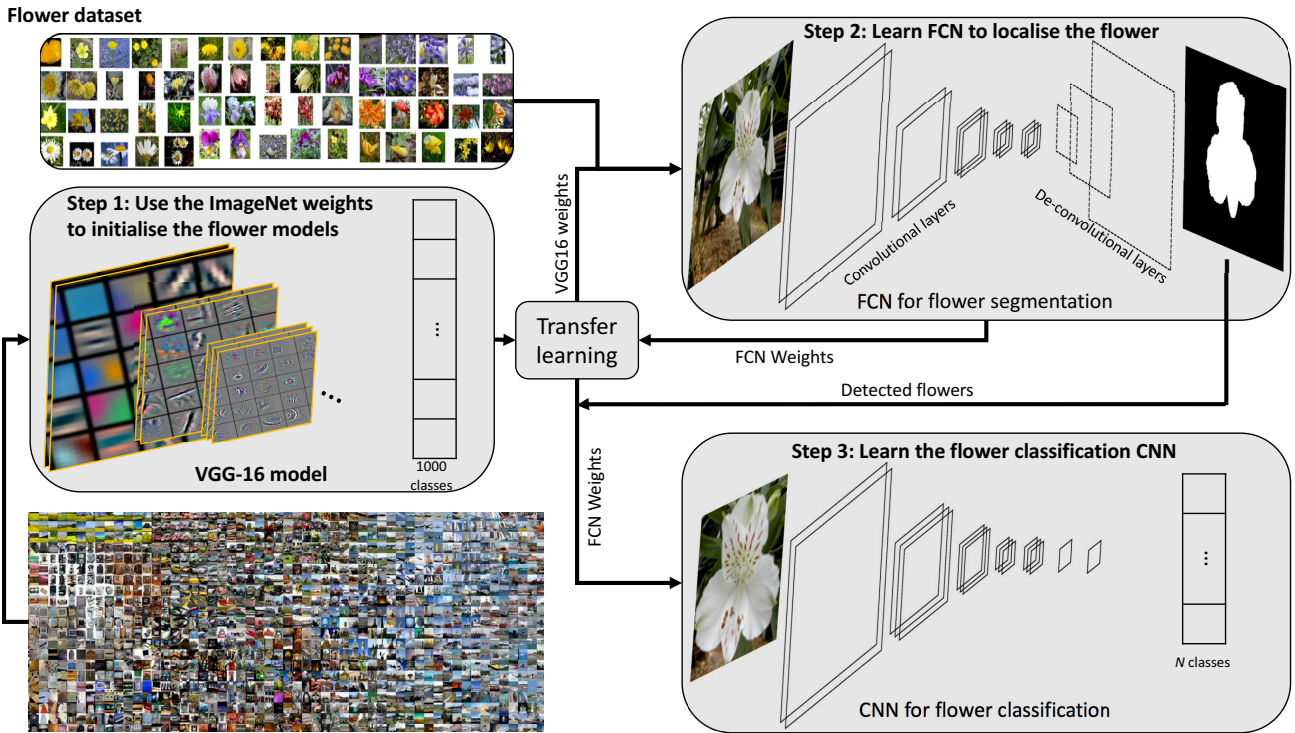 Flower dataset
Step 1: Use the ImageNet weights
to initialise the flower models
...
...
VGG-16 model
1000
classes
Transfer
learning
VGG16 weights
FCN Weights
Detected flowers
FCN Weights
Step 2: Learn FCN to localise the flower
Convolutional layers
De-convolutional layers
FCN for flower segmentation
Step 3: Learn the flower classification CNN
...
N classes
CNN for flower classification